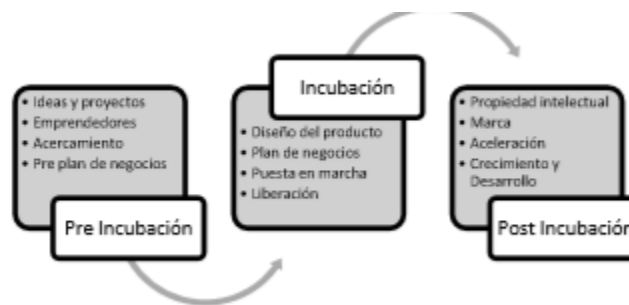 • Ideas y proyectos
• Emprendedores
• Acercamiento
• Pre plan de negocios
Pre Incubación
Incubación
• Diseño del producto
• Plan de negocios
• Puesta en marcha
• Liberación
• Propiedad intelectual
• Marca
• Aceleración
• Crecimiento y
Desarrollo
Post Incubación